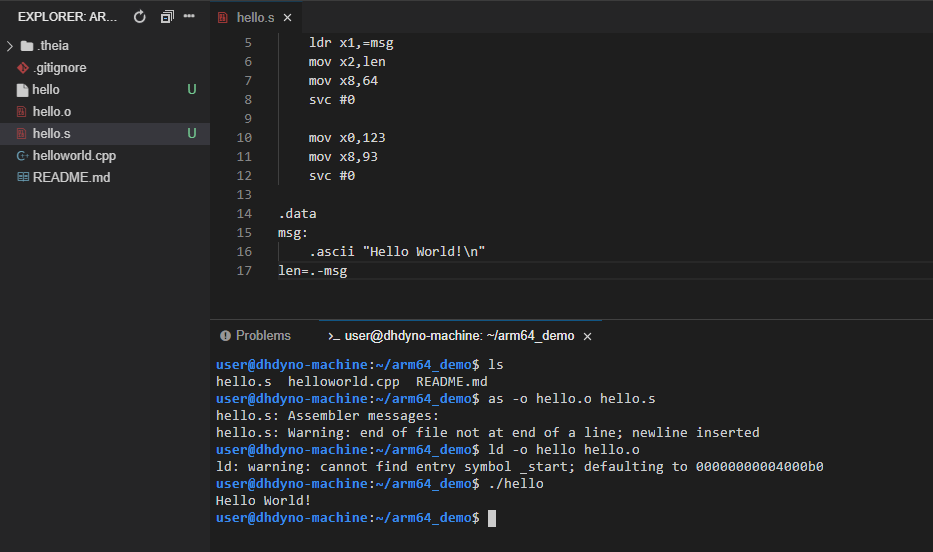 EXPLORER: AR...
hello.s
.theia
.gitignore
hello U
hello.o
hello.s U
helloworld.cpp
README.md
5 ldr x1,=msg
6 mov x2,len
7 mov x8,64
8 svc #0
9
10 mov x0,123
11 mov x8,93
12 svc #0
13
14 .data
15 msg:
16 .ascii "Hello World!\n"
17 len=.-msg
Problems >_ user@dhdyno-machine: ~/arm64_demo
user@dhdyno-machine:~/arm64_demo$ ls
hello.s helloworld.cpp README.md
user@dhdyno-machine:~/arm64_demo$ as -o hello.o hello.s
hello.s: Assembler messages:
hello.s: Warning: end of file not at end of a line; newline inserted
user@dhdyno-machine:~/arm64_demo$ ld -o hello hello.o
ld: warning: cannot find entry symbol _start; defaulting to 00000000004000b0
user@dhdyno-machine:~/arm64_demo$ ./hello
Hello World!
user@dhdyno-machine:~/arm64_demo$